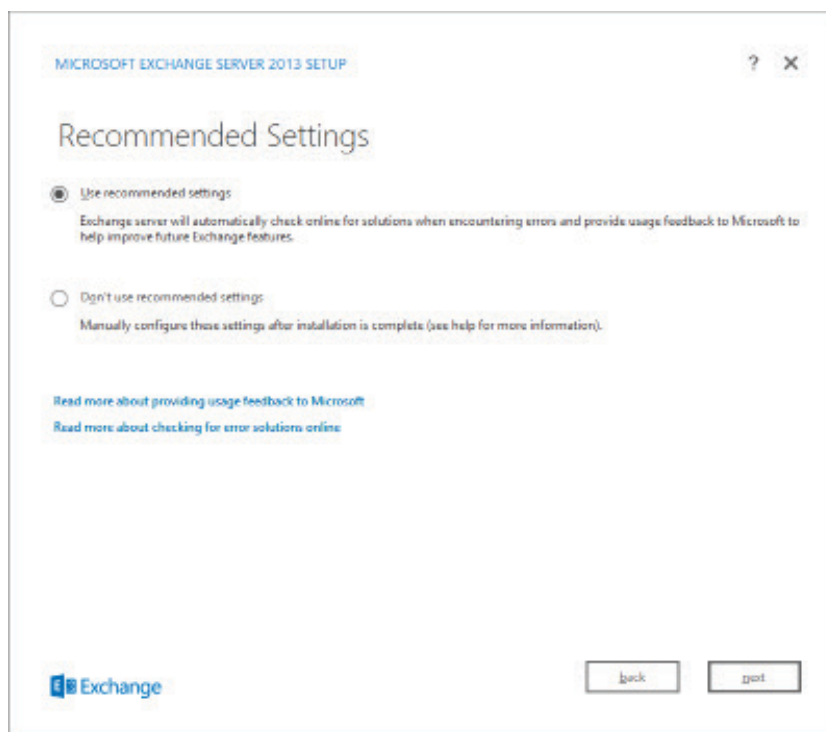 MICROSOFT EXCHANGE SERVER 2013 SETUP
? ✕
Recommended Settings
Use recommended settings
Exchange server will automatically check online for solutions when encountering errors and provide usage feedback to Microsoft to
help improve future Exchange features.
Don't use recommended settings
Manually configure these settings after installation is complete (see help for more information).
Read more about providing usage feedback to Microsoft
Read more about checking for error solutions online
Exchange
back next